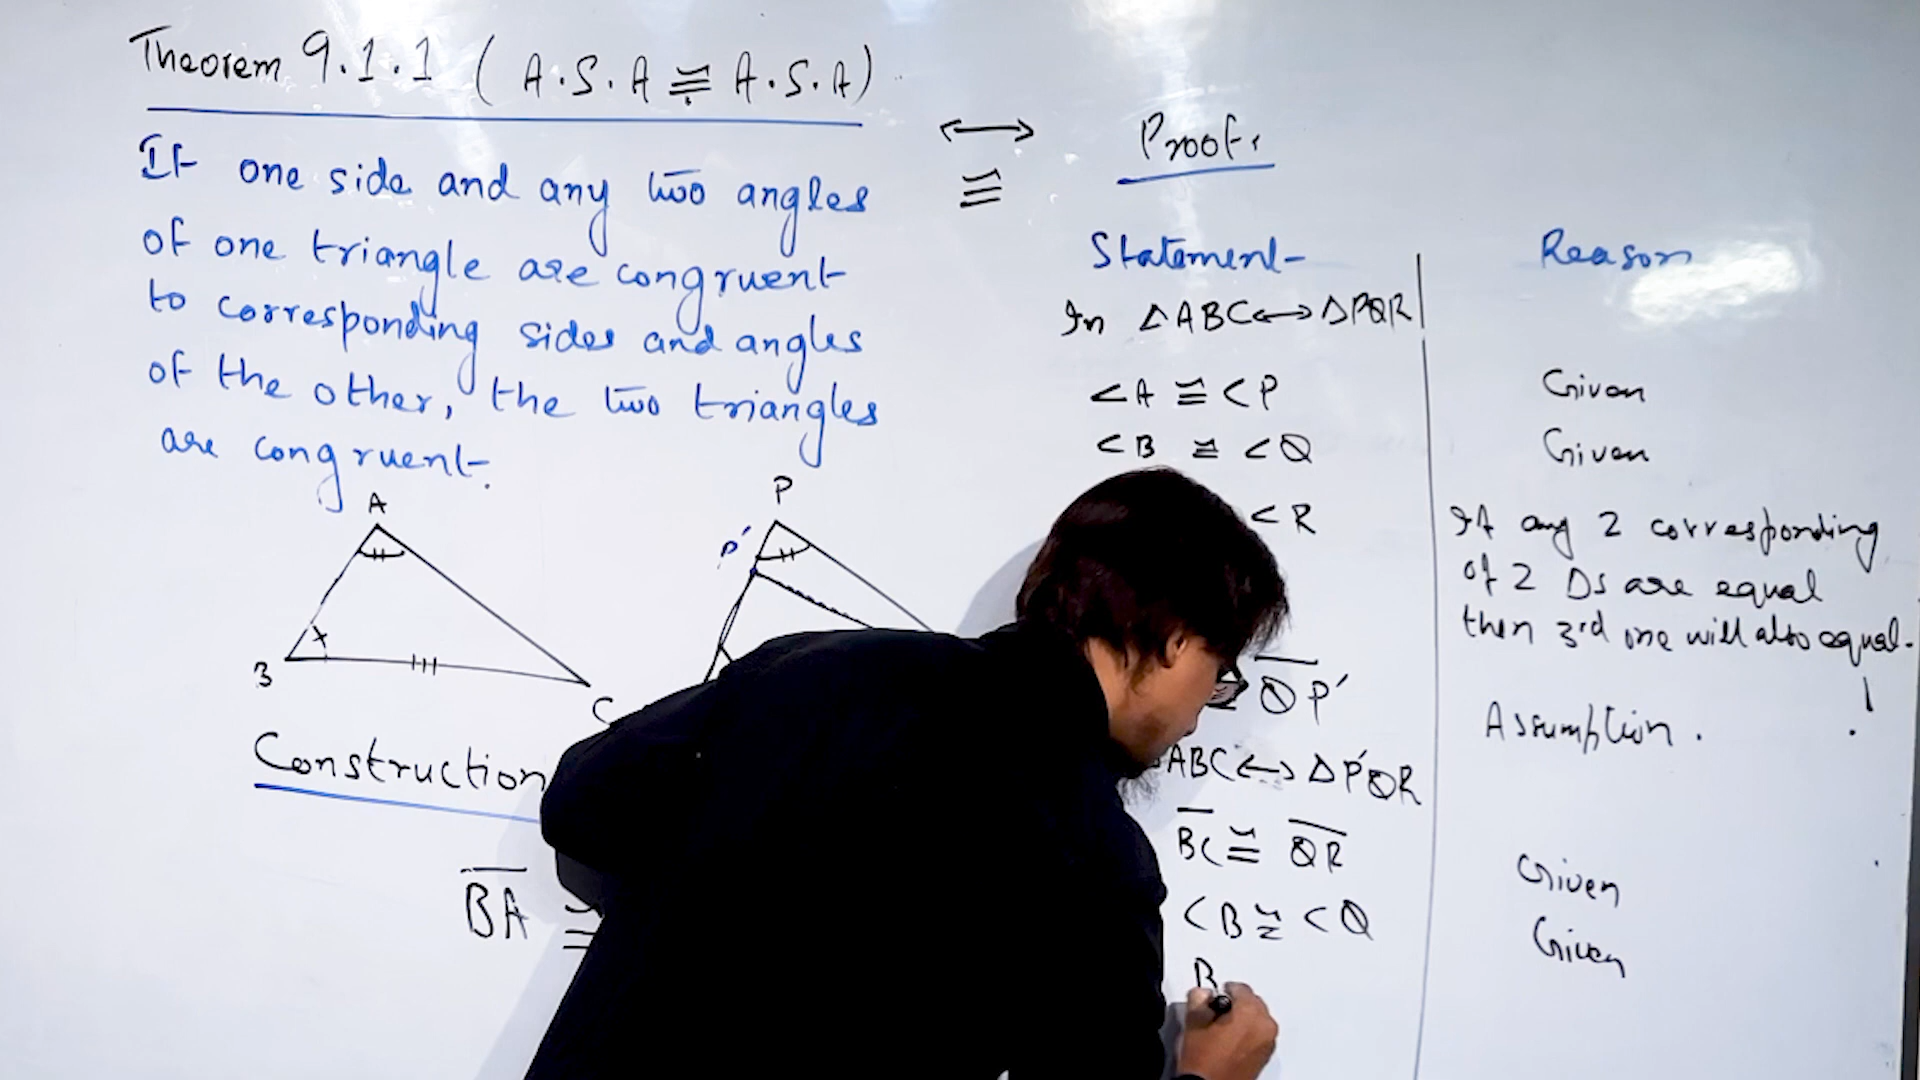 Theorem 9.1.1 ( A.S.A ≅ A.S.A)
If one side and any two angles
of one triangle are congruent
to corresponding sides and angles
of the other, the two triangles
are congruent.
A
B
C
P
P′
Construction
BA ≅
↔
≅
Proof:
Statement
Reason
In △ABC↔△PQR
<A ≅ <P
Given
<B ≅ <Q
Given
<R
If any 2 corresponding
of 2 Ds are equal
then 3rd one will also equal.
QP′
Assumption.
ABC↔△P′QR
BC ≅ QR
Given
<B ≅ <Q
Given
B